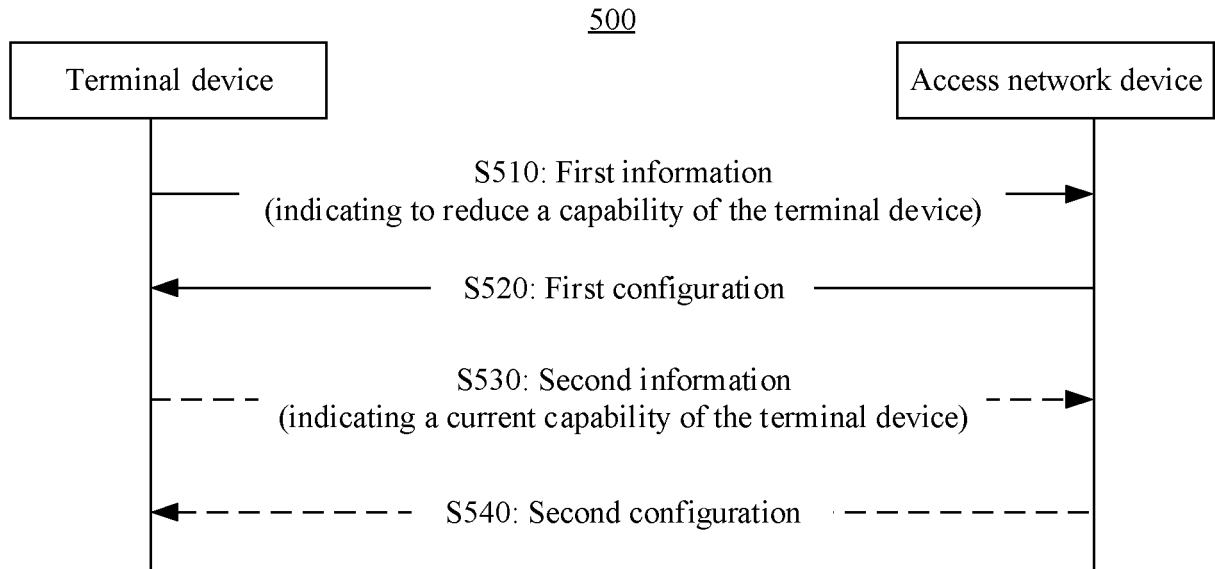 500
Terminal device
Access network device
S510: First information
(indicating to reduce a capability of the terminal device)
S520: First configuration
S530: Second information
(indicating a current capability of the terminal device)
S540: Second configuration